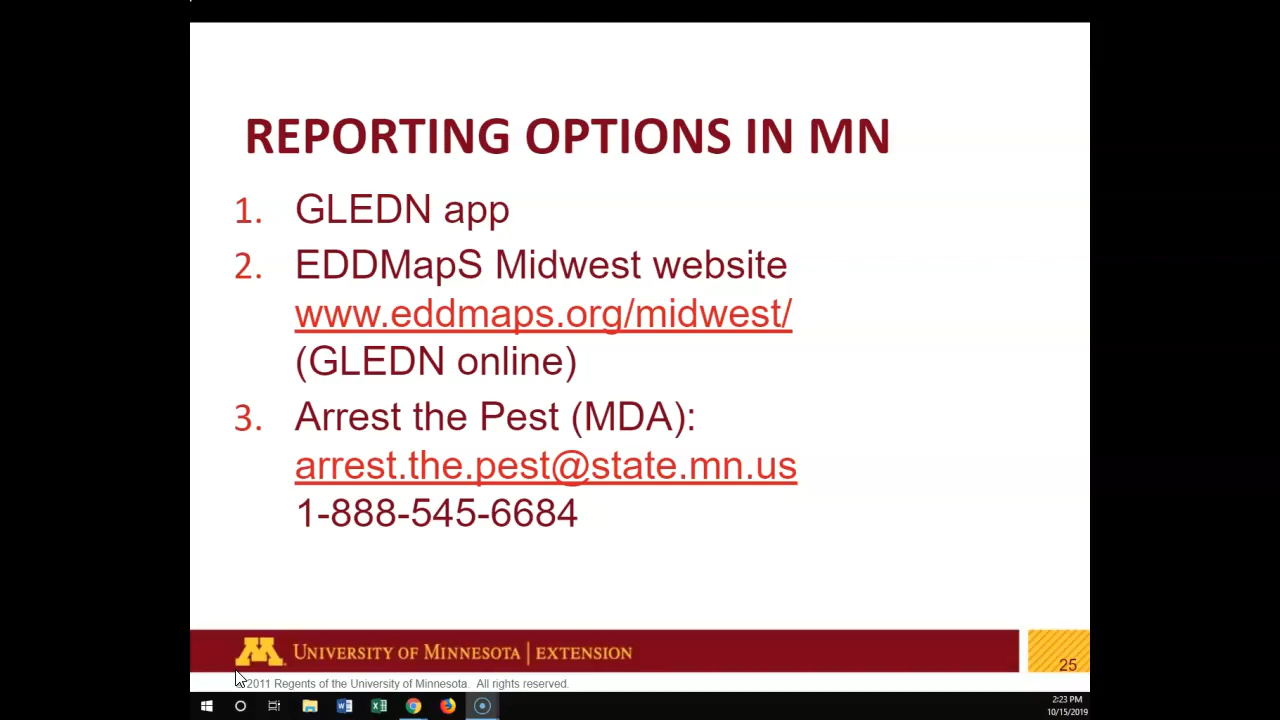 REPORTING OPTIONS IN MN
1. GLEDN app
2. EDDMapS Midwest website
www.eddmaps.org/midwest/
(GLEDN online)
3. Arrest the Pest (MDA):
arrest.the.pest@state.mn.us
1-888-545-6684
M UNIVERSITY OF MINNESOTA | EXTENSION
25
2011 Regents of the University of Minnesota. All rights reserved.
2:23 PM
10/15/2019